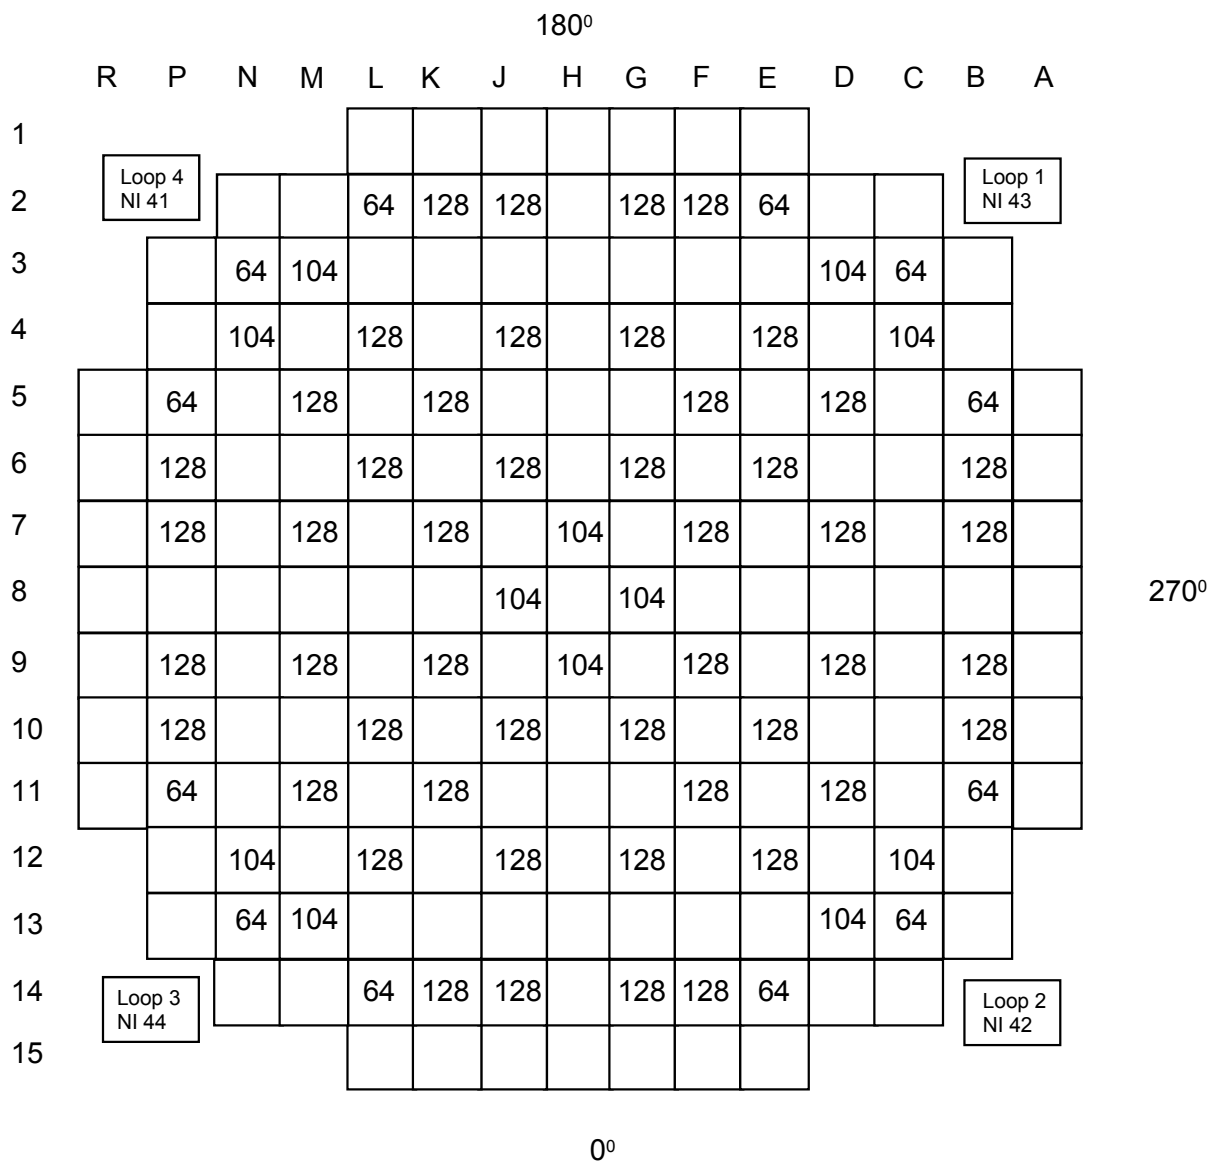 180⁰
R P N M L K J H G F E D C B A
1
Loop 4
NI 41
Loop 1
NI 43
2 64 128 128 128 128 64
3 64 104 104 64
4 104 128 128 128 128 104
5 64 128 128 128 128 64
6 128 128 128 128 128 128
7 128 128 128 104 128 128 128
8 104 104 270⁰
9 128 128 128 104 128 128 128
10 128 128 128 128 128 128
11 64 128 128 128 128 64
12 104 128 128 128 128 104
13 64 104 104 64
14 64 128 128 128 128 64
Loop 3
NI 44
Loop 2
NI 42
15
0⁰